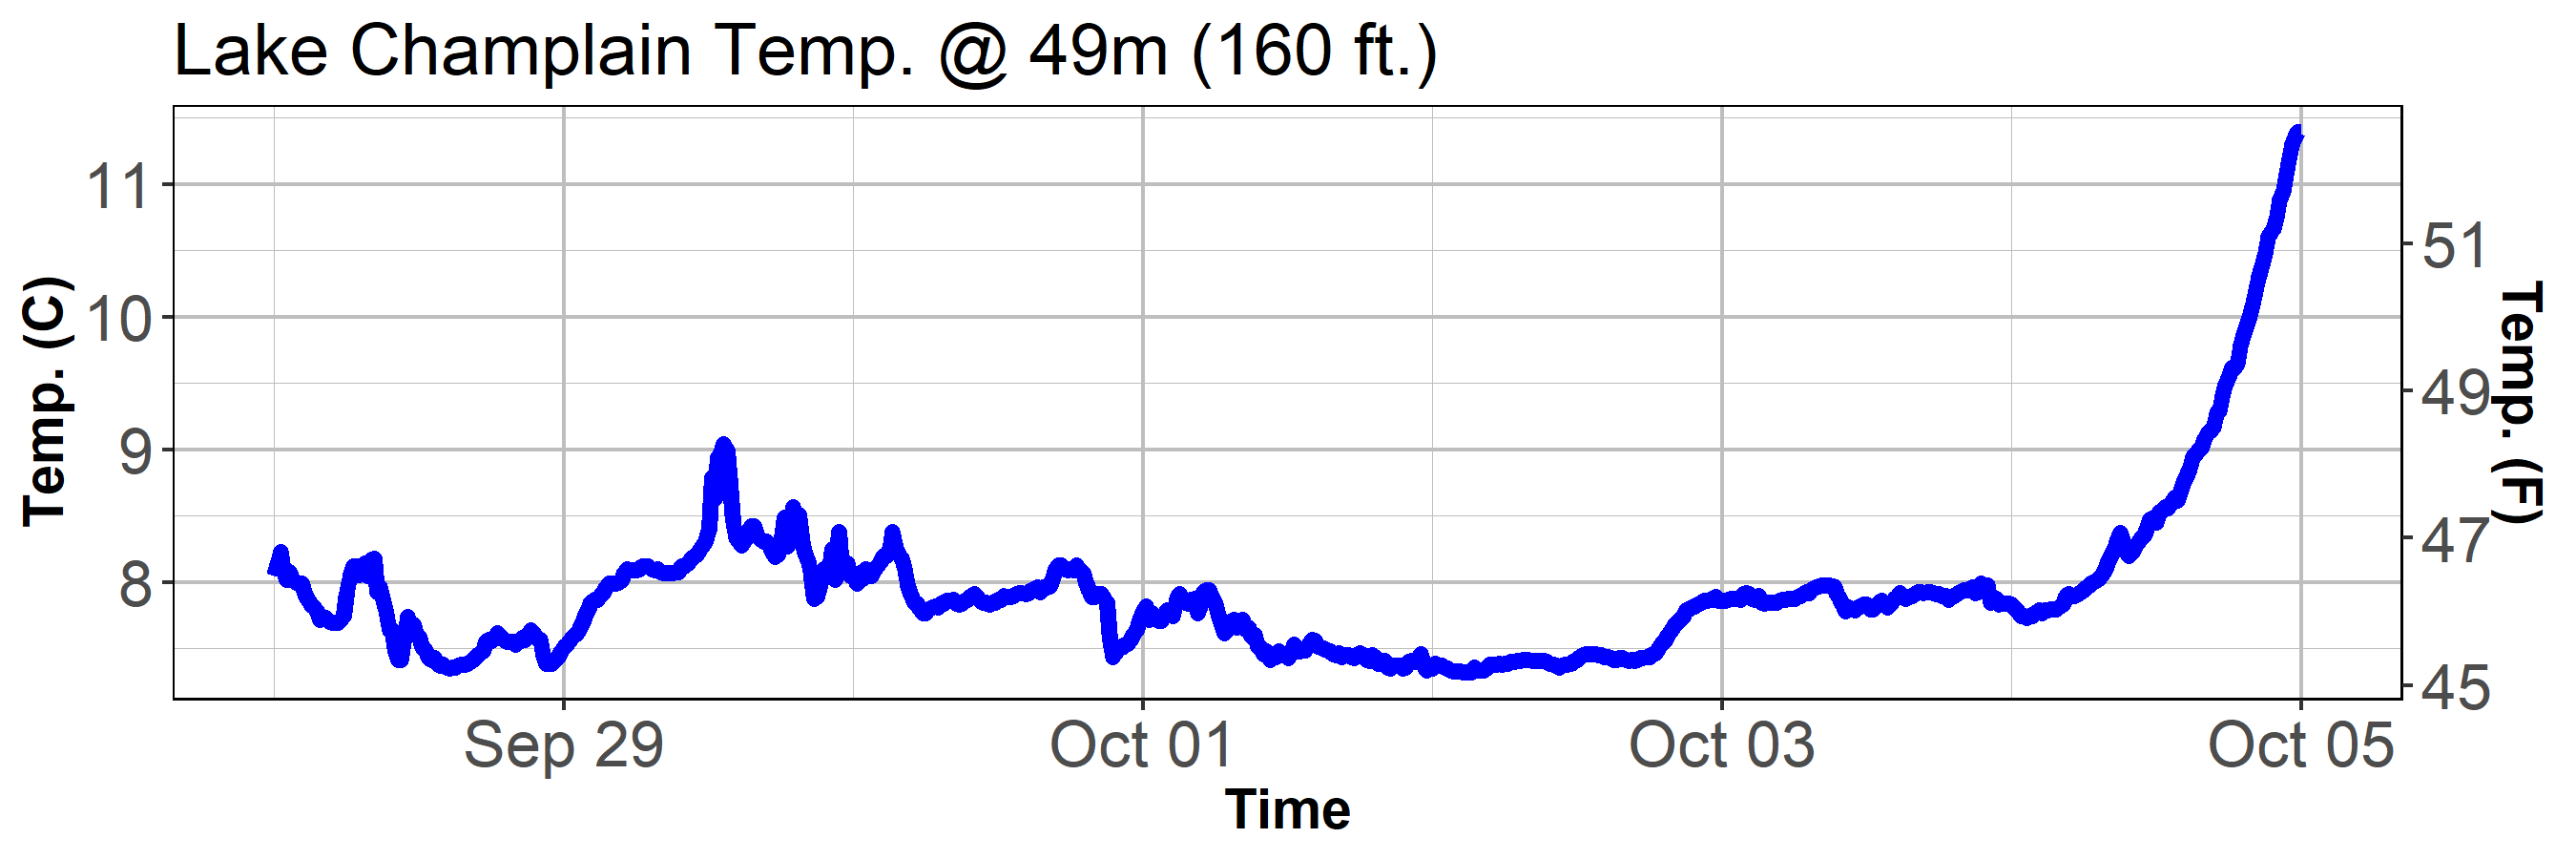 Lake Champlain Temp. @ 49m (160 ft.)
Temp. (C)
11
10
9
8
51
49
47
45
Temp. (F)
Sep 29
Oct 01
Oct 03
Oct 05
Time